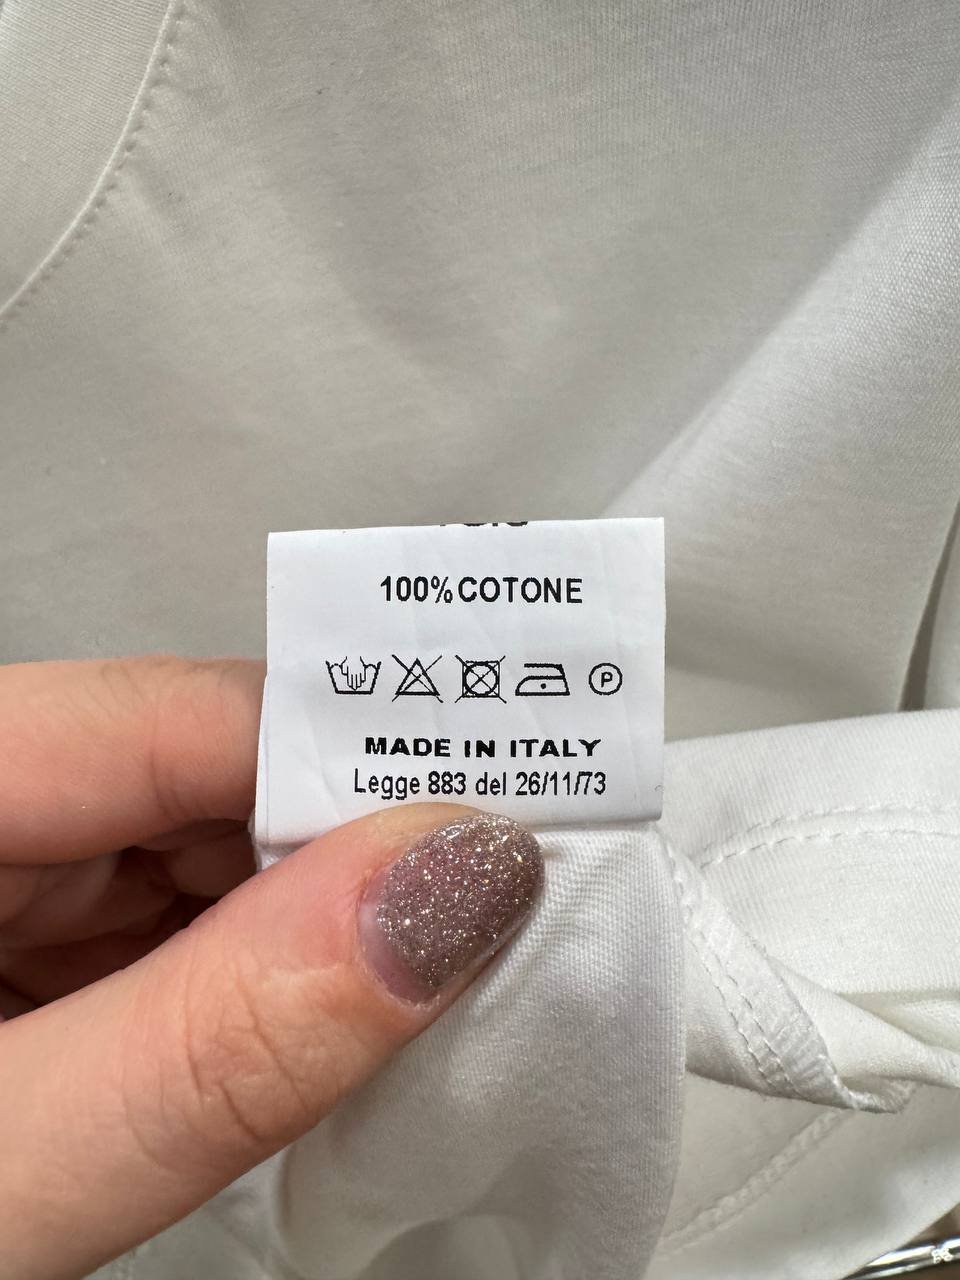 100% COTONE
P
MADE IN ITALY
Legge 883 del 26/11/73